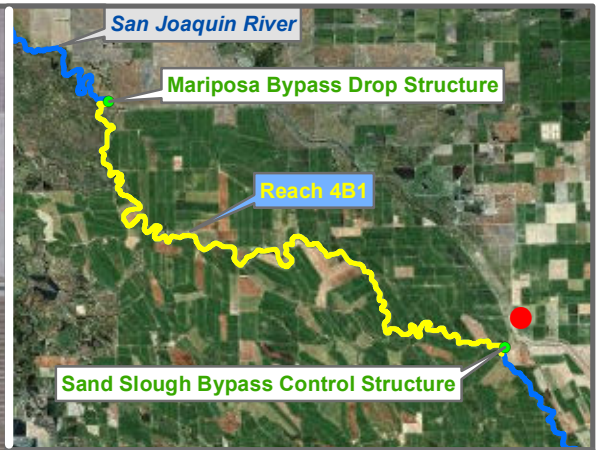 San Joaquin River
Mariposa Bypass Drop Structure
Reach 4B1
Sand Slough Bypass Control Structure